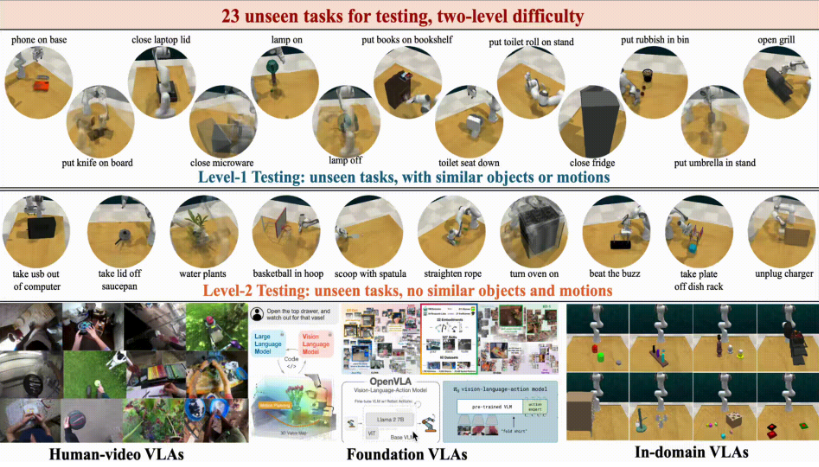 23 unseen tasks for testing, two-level difficulty
phone on base
close laptop lid
lamp on
put books on bookshelf
put toilet roll on stand
put rubbish in bin
open grill
put knife on board
close microware
lamp off
toilet seat down
close fridge
put umbrella in stand
Level-1 Testing: unseen tasks, with similar objects or motions
take usb out
of computer
take lid off
saucepan
water plants
basketball in hoop
scoop with spatula
straighten rope
turn oven on
beat the buzz
take plate
off dish rack
unplug charger
Level-2 Testing: unseen tasks, no similar objects and motions
Open the top drawer, and
watch out for that vase!
Large
Language
Model
Vision
Language
Model
Code
</>
OpenVLA
Vision-Language-Action Model
Llama 2 7B
ViT
Base VLM
vision-language-action model
pre-trained VLM
action
expert
Human-video VLAs
Foundation VLAs
In-domain VLAs